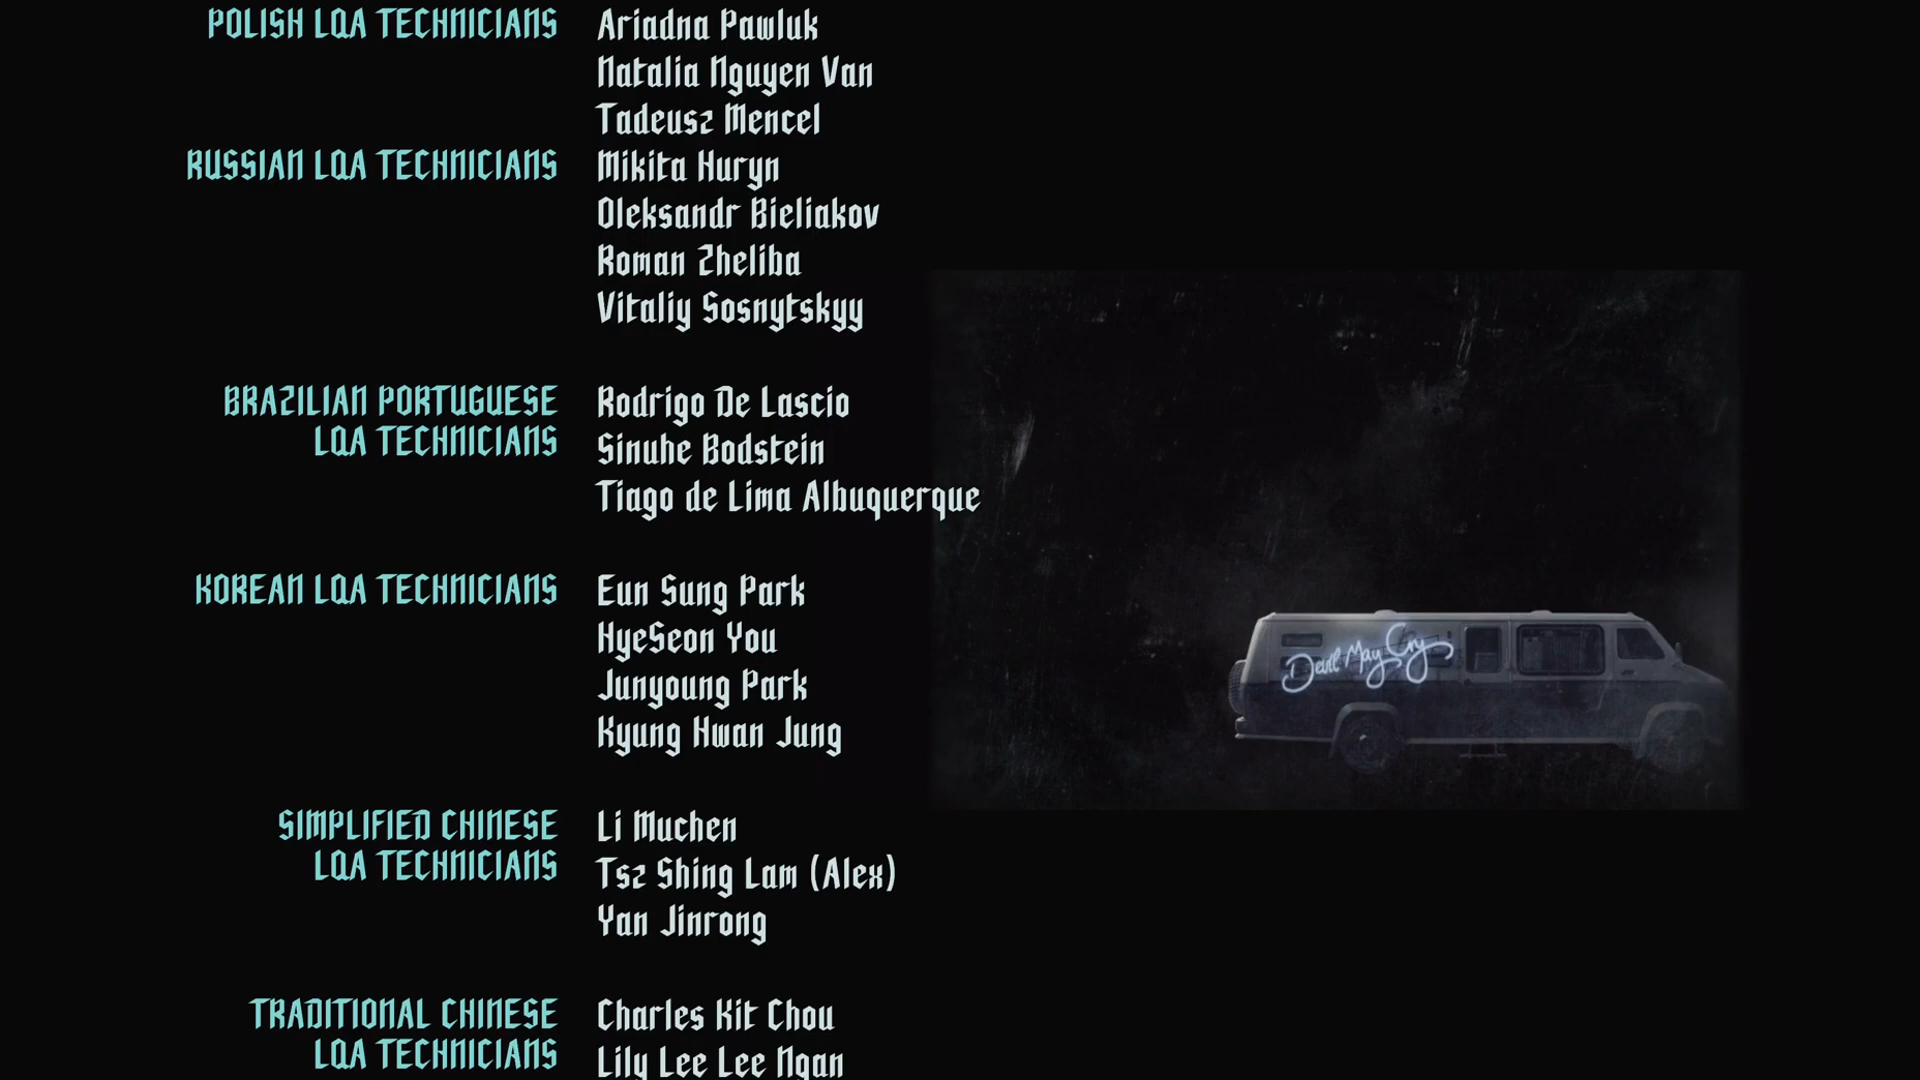 POLISH LQA TECHNICIANS Ariadna Pawluk
Natalia Nguyen Van
Tadeusz Mencel
RUSSIAN LQA TECHNICIANS Mikita Huryn
Oleksandr Bieliakov
Roman Zheliba
Vitaliy Sosnytskyy
BRAZILIAN PORTUGUESE LQA TECHNICIANS Rodrigo De Lascio
Sinuhe Bodstein
Tiago de Lima Albuquerque
KOREAN LQA TECHNICIANS Eun Sung Park
HyeSeon You
Junyoung Park
Kyung Hwan Jung
Devil May Cry
SIMPLIFIED CHINESE LQA TECHNICIANS Li Muchen
Tsz Shing Lam (Alex)
Yan Jinrong
TRADITIONAL CHINESE LQA TECHNICIANS Charles Kit Chou
Lily Lee Lee Ngan